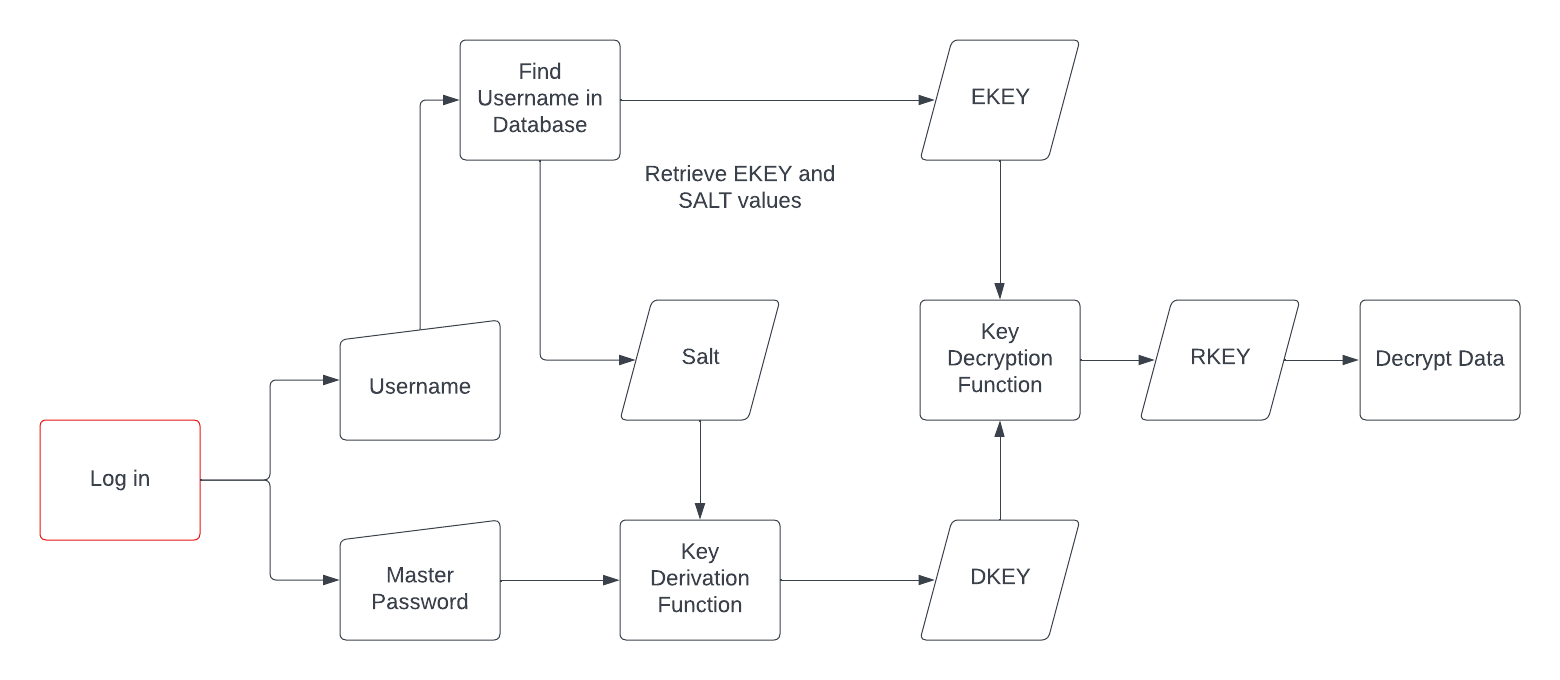 Find
Username in
Database
EKEY
Retrieve EKEY and
SALT values
Key
Decryption
Function
Salt
RKEY
Decrypt Data
Username
Log in
Key
Derivation
Function
Master
Password
DKEY